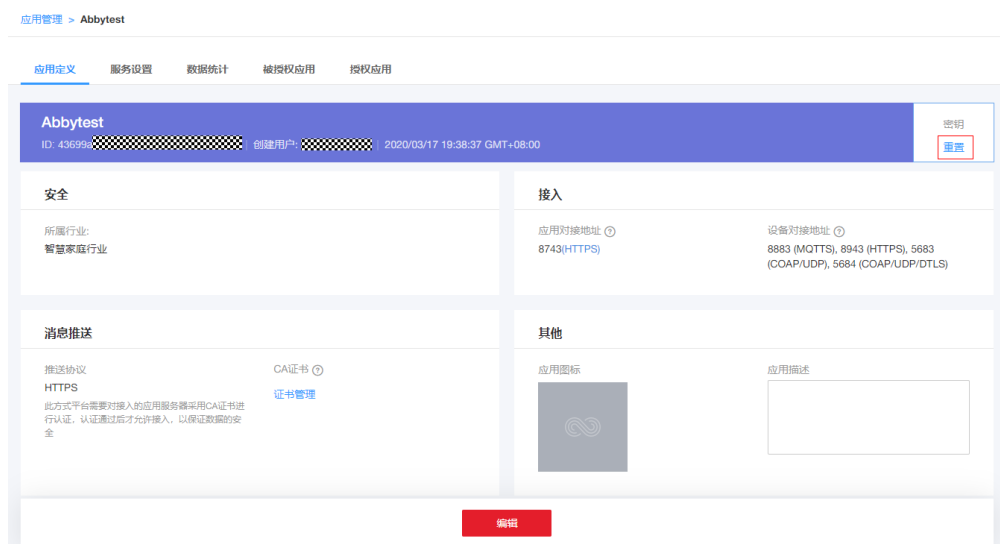 应用管理 > Abbytest
应用定义 服务设置 数据统计 被授权应用 授权应用
Abbytest
ID: 43699a | 创建用户: | 2020/03/17 19:38:37 GMT+08:00
密钥
重置
安全
所属行业:
智慧家庭行业
接入
应用对接地址 ?
8743(HTTPS)
设备对接地址 ?
8883 (MQTTS), 8943 (HTTPS), 5683
(COAP/UDP), 5684 (COAP/UDP/DTLS)
消息推送
推送协议
HTTPS
此方式平台需要对接入的应用服务器采用CA证书进
行认证，认证通过后才允许接入，以保证数据的安
全
CA证书 ?
证书管理
其他
应用图标
应用描述
编辑